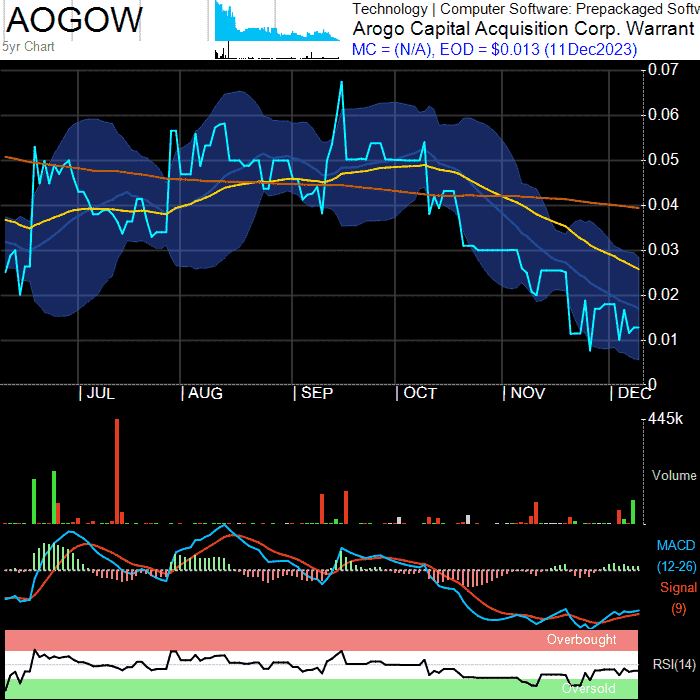 AOGOW
5yr Chart
Technology | Computer Software: Prepackaged Softw
Arogo Capital Acquisition Corp. Warrant
MC = (N/A), EOD = $0.013 (11Dec2023)
0.07
0.06
0.05
0.04
0.03
0.02
0.01
0
JUL AUG SEP OCT NOV DEC
445k
Volume
MACD
(12-26)
Signal
(9)
Overbought
RSI(14)
Oversold